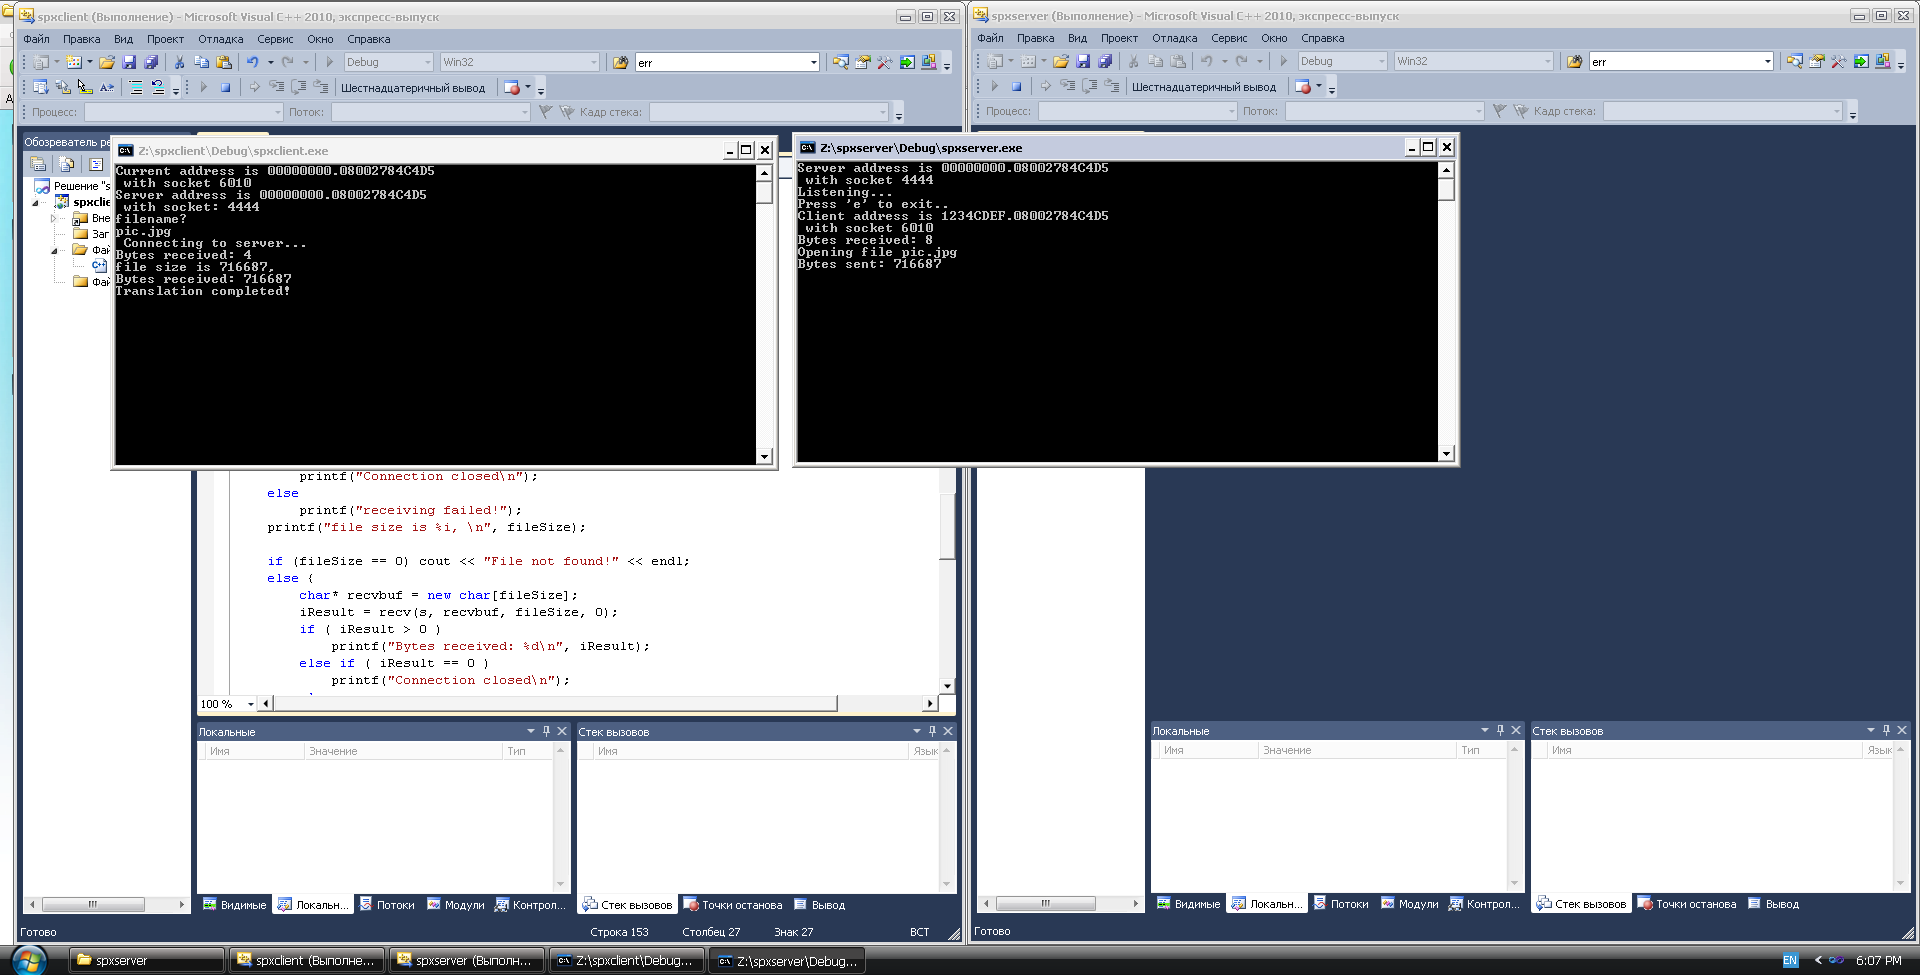 spxclient (Выполнение) - Microsoft Visual C++ 2010, экспресс-выпуск
Файл Правка Вид Проект Отладка Сервис Окно Справка
Debug Win32 err
Шестнадцатеричный вывод
Процесс: Поток: Кадр стека:
Обозреватель ре
Решение "s
spxclie
Вне
Заг
Фай
Фай
Z:\spxclient\Debug\spxclient.exe
Current address is 00000000.08002784C4D5
with socket 6010
Server address is 00000000.08002784C4D5
with socket: 4444
filename?
pic.jpg
Connecting to server...
Bytes received: 4
file size is 716687,
Bytes received: 716687
Translation completed!
printf("Connection closed\n");
else
printf("receiving failed!");
printf("file size is %i, \n", fileSize);
if (fileSize == 0) cout << "File not found!" << endl;
else {
char* recvbuf = new char[fileSize];
iResult = recv(s, recvbuf, fileSize, 0);
if ( iResult > 0 )
printf("Bytes received: %d\n", iResult);
else if ( iResult == 0 )
printf("Connection closed\n");
100 %
Локальные
Имя Значение Тип
Стек вызовов
Имя Язык
Видимые Локальн... Потоки Модули Контрол...
Стек вызовов Точки останова Вывод
Готово Строка 153 Столбец 27 Знак 27 ВСТ
spxserver (Выполнение) - Microsoft Visual C++ 2010, экспресс-выпуск
Файл Правка Вид Проект Отладка Сервис Окно Справка
Debug Win32 err
Шестнадцатеричный вывод
Процесс: Поток: Кадр стека:
Z:\spxserver\Debug\spxserver.exe
Server address is 00000000.08002784C4D5
with socket 4444
Listening...
Press 'e' to exit..
Client address is 1234CDEF.08002784C4D5
with socket 6010
Bytes received: 8
Opening file pic.jpg
Bytes sent: 716687
Локальные
Имя Значение Тип
Стек вызовов
Имя Язык
Видимые Локальн... Потоки Модули Контрол...
Стек вызовов Точки останова Вывод
Готово
spxserver
spxclient (Выполне...
spxserver (Выполн...
Z:\spxclient\Debug...
Z:\spxserver\Debug...
EN
6:07 PM